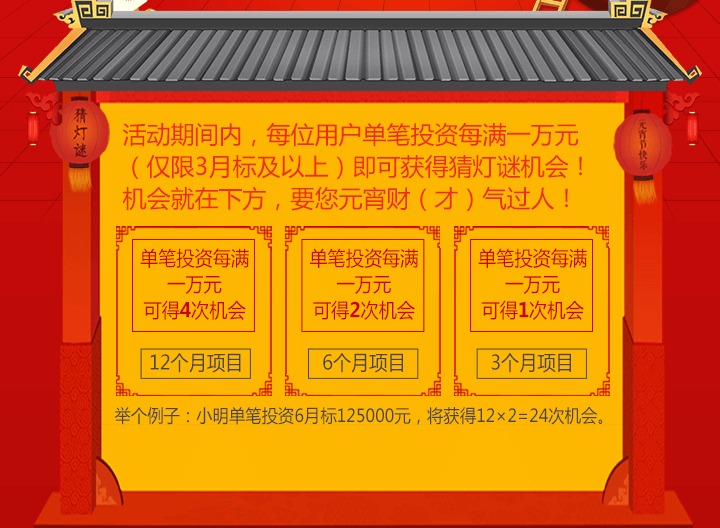 猜灯谜
元宵节快乐
活动期间内，每位用户单笔投资每满一万元
（仅限3月标及以上）即可获得猜灯谜机会！
机会就在下方，要您元宵财（才）气过人！
单笔投资每满
一万元
可得4次机会
12个月项目
单笔投资每满
一万元
可得2次机会
6个月项目
单笔投资每满
一万元
可得1次机会
3个月项目
举个例子：小明单笔投资6月标125000元，将获得12×2=24次机会。